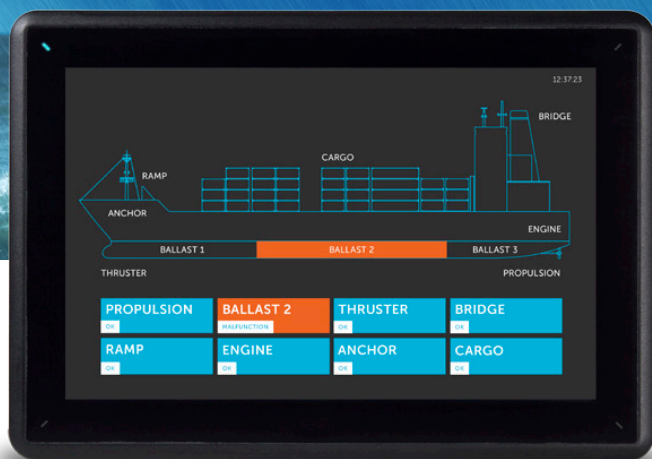 12:37:23
BRIDGE
CARGO
RAMP
ANCHOR
ENGINE
BALLAST 1 BALLAST 2 BALLAST 3
THRUSTER PROPULSION
PROPULSION BALLAST 2 THRUSTER BRIDGE
OK MALFUNCTION OK OK
RAMP ENGINE ANCHOR CARGO
OK OK OK OK